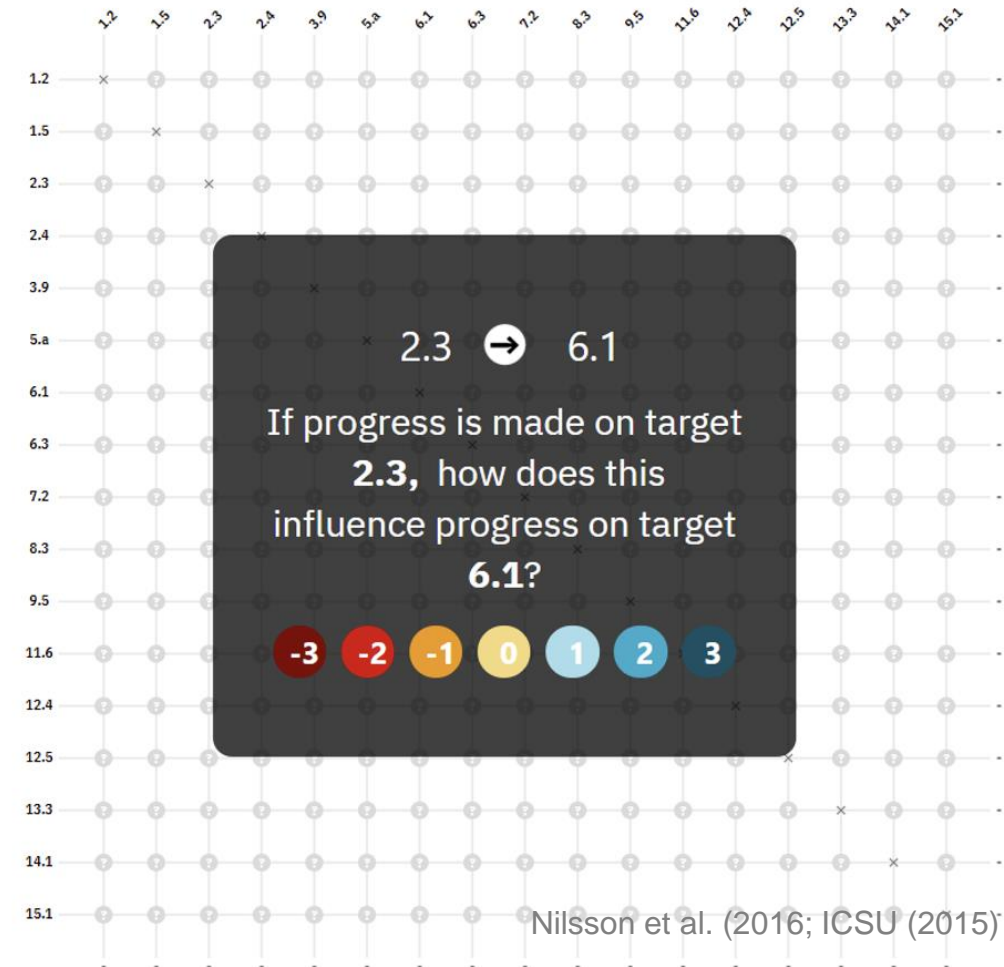 1.2 1.5 2.3 2.4 3.9 5.a 6.1 6.3 7.2 8.3 9.5 11.6 12.4 12.5 13.3 14.1 15.1
1.2
1.5
2.3
2.4
3.9
5.a
6.1
6.3
7.2
8.3
9.5
11.6
12.4
12.5
13.3
14.1
15.1
2.3 → 6.1
If progress is made on target
2.3, how does this
influence progress on target
6.1?
-3 -2 -1 0 1 2 3
Nilsson et al. (2016; ICSU (2015)